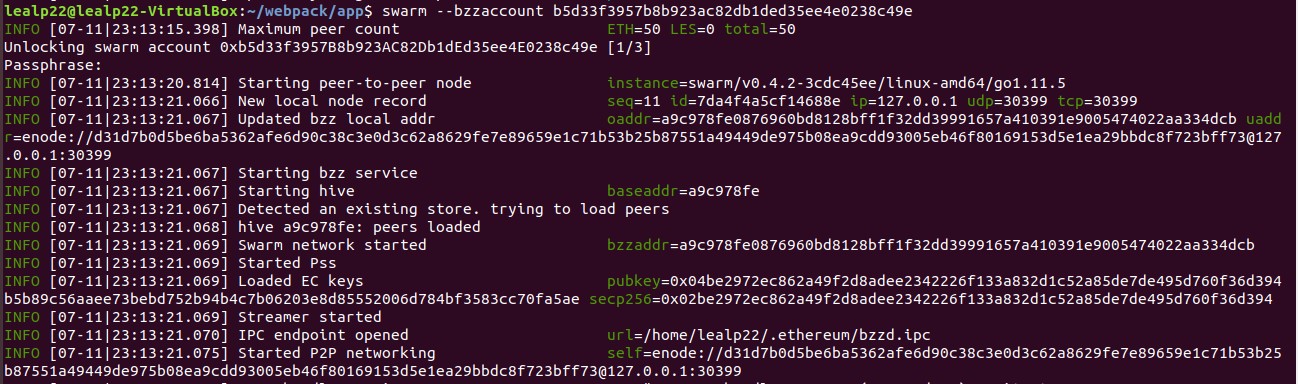 lealp22@lealp22-VirtualBox:~/webpack/app$ swarm --bzzaccount b5d33f3957b8b923ac82db1ded35ee4e0238c49e
INFO [07-11|23:13:15.398] Maximum peer count ETH=50 LES=0 total=50
Unlocking swarm account 0xb5d33f3957B8b923AC82Db1dEd35ee4E0238c49e [1/3]
Passphrase:
INFO [07-11|23:13:20.814] Starting peer-to-peer node instance=swarm/v0.4.2-3cdc45ee/linux-amd64/go1.11.5
INFO [07-11|23:13:21.066] New local node record seq=11 id=7da4f4a5cf14688e ip=127.0.0.1 udp=30399 tcp=30399
INFO [07-11|23:13:21.067] Updated bzz local addr oaddr=a9c978fe0876960bd8128bff1f32dd39991657a410391e9005474022aa334dcb uadd
r=enode://d31d7b0d5be6ba5362afe6d90c38c3e0d3c62a8629fe7e89659e1c71b53b25b87551a49449de975b08ea9cdd93005eb46f80169153d5e1ea29bbdc8f723bff73@127
.0.0.1:30399
INFO [07-11|23:13:21.067] Starting bzz service
INFO [07-11|23:13:21.067] Starting hive baseaddr=a9c978fe
INFO [07-11|23:13:21.067] Detected an existing store. trying to load peers
INFO [07-11|23:13:21.068] hive a9c978fe: peers loaded
INFO [07-11|23:13:21.069] Swarm network started bzzaddr=a9c978fe0876960bd8128bff1f32dd39991657a410391e9005474022aa334dcb
INFO [07-11|23:13:21.069] Started Pss
INFO [07-11|23:13:21.069] Loaded EC keys pubkey=0x04be2972ec862a49f2d8adee2342226f133a832d1c52a85de7de495d760f36d394
b5b89c56aaee73bebd752b94b4c7b06203e8d85552006d784bf3583cc70fa5ae secp256=0x02be2972ec862a49f2d8adee2342226f133a832d1c52a85de7de495d760f36d394
INFO [07-11|23:13:21.069] Streamer started
INFO [07-11|23:13:21.070] IPC endpoint opened url=/home/lealp22/.ethereum/bzzd.ipc
INFO [07-11|23:13:21.075] Started P2P networking self=enode://d31d7b0d5be6ba5362afe6d90c38c3e0d3c62a8629fe7e89659e1c71b53b25
b87551a49449de975b08ea9cdd93005eb46f80169153d5e1ea29bbdc8f723bff73@127.0.0.1:30399